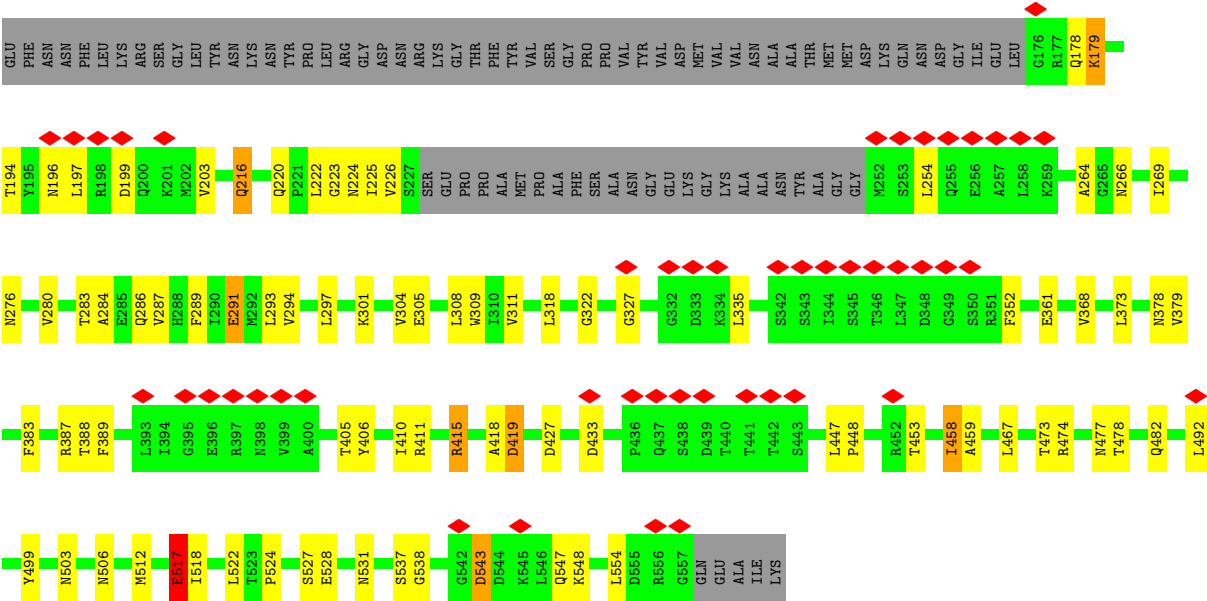 GLU PHE ASN ASN PHE LEU LYS ARG SER GLY LEU TYR ASN LYS ASN TYR PRO LEU ARG GLY ASP ASN ARG LYS GLY THR PHE TYR VAL SER GLY PRO PRO VAL TYR VAL ASP MET VAL VAL ASN ALA ALA THR MET MET ASP LYS GLN ASN ASP GLY ILE GLU LEU G176 R177 Q178 K179
T194 Y195 N196 L197 R198 D199 Q200 K201 M202 V203 Q216 Q220 P221 L222 G223 N224 I225 V226 S227 SER GLU PRO PRO ALA MET PRO ALA PHE SER ALA ASN GLY GLU LYS GLY LYS ALA ALA ASN TYR ALA GLY GLY M252 S253 L254 Q255 E256 A257 L258 K259 A264 G265 N266 I269
N276 V280 T283 A284 E285 Q286 V287 H288 F289 I290 E291 M292 L293 V294 L297 K301 V304 E305 L308 W309 I310 V311 L318 G322 G327 G332 D333 K334 L335 S342 S343 I344 S345 T346 L347 D348 G349 S350 R351 F352 E361 V368 L373 N378 V379
F383 R387 T388 F389 L393 I394 G395 E396 R397 N398 V399 A400 T405 Y406 I410 R411 R415 A418 D419 D427 D433 P436 Q437 S438 D439 T440 T441 T442 S443 L447 P448 R452 T453 I458 A459 L467 T473 R474 N477 T478 Q482 L492
Y499 N503 N506 M512 E517 I518 L522 T523 P524 S527 E528 N531 S537 G538 G542 D543 D544 K545 L546 Q547 K548 L554 D555 R556 G557 GLN GLU ALA ILE LYS